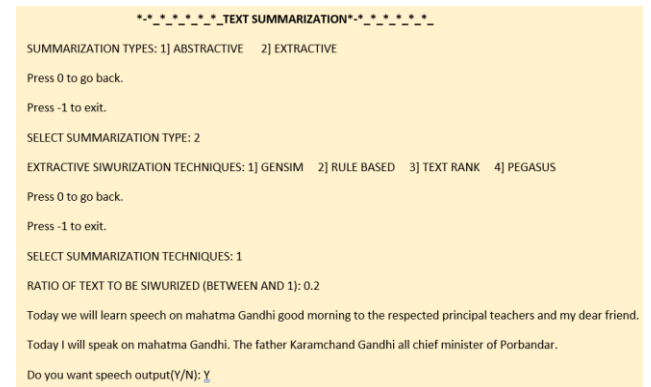 *-*_*_*_*_*_*_TEXT SUMMARIZATION*-*_*_*_*_*_*_
SUMMARIZATION TYPES: 1] ABSTRACTIVE 2] EXTRACTIVE
Press 0 to go back.
Press -1 to exit.
SELECT SUMMARIZATION TYPE: 2
EXTRACTIVE SIWURIZATION TECHNIQUES: 1] GENSIM 2] RULE BASED 3] TEXT RANK 4] PEGASUS
Press 0 to go back.
Press -1 to exit.
SELECT SUMMARIZATION TECHNIQUES: 1
RATIO OF TEXT TO BE SIWURIZED (BETWEEN AND 1): 0.2
Today we will learn speech on mahatma Gandhi good morning to the respected principal teachers and my dear friend.
Today I will speak on mahatma Gandhi. The father Karamchand Gandhi all chief minister of Porbandar.
Do you want speech output(Y/N): Y